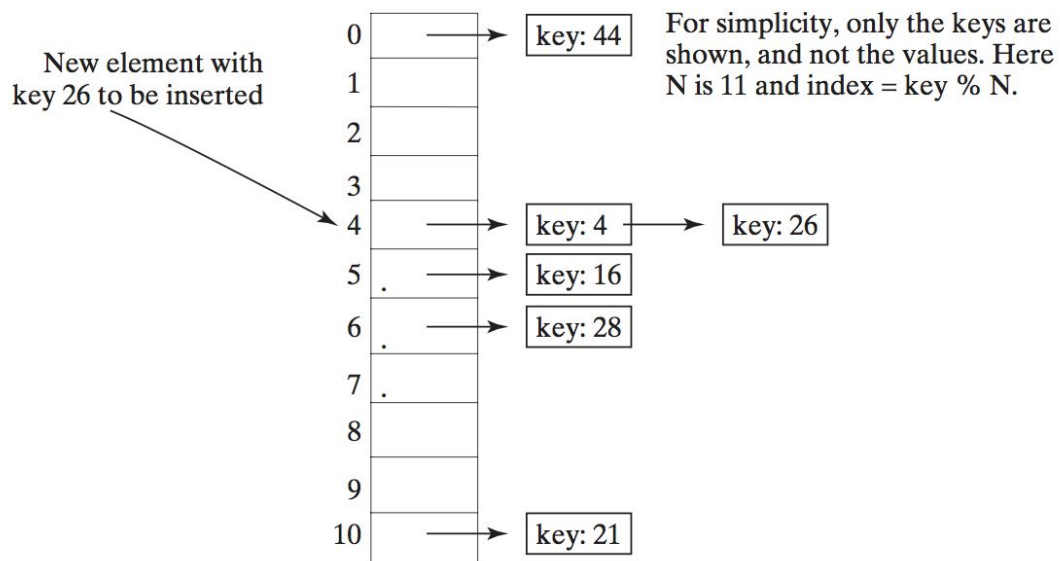 0
key: 44
For simplicity, only the keys are
shown, and not the values. Here
N is 11 and index = key % N.
New element with
key 26 to be inserted
1
2
3
4
key: 4
key: 26
5
.
key: 16
6
.
key: 28
7
.
8
9
10
key: 21